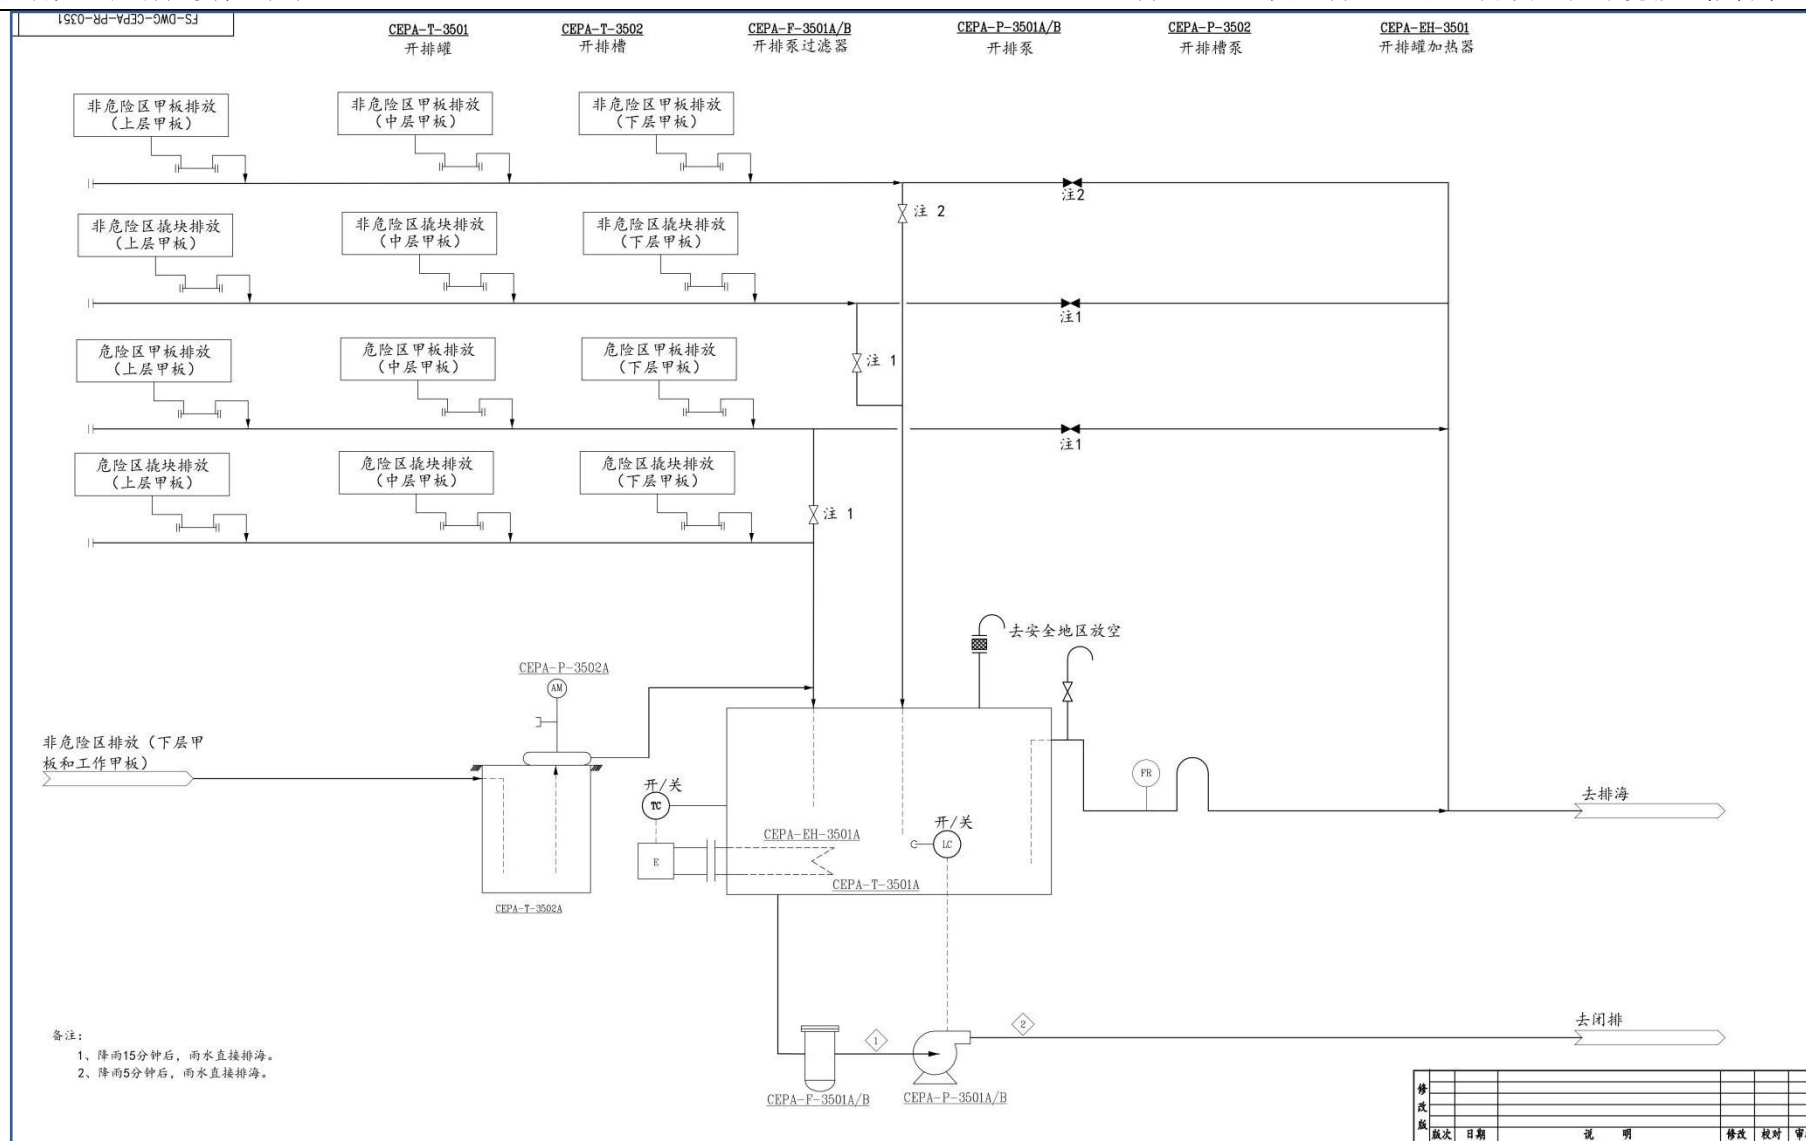 FS-DWG-CEPA-PR-0351
CEPA-T-3501
开排罐
CEPA-T-3502
开排槽
CEPA-F-3501A/B
开排泵过滤器
CEPA-P-3501A/B
开排泵
CEPA-P-3502
开排槽泵
CEPA-EH-3501
开排罐加热器
非危险区甲板排放
(上层甲板)
非危险区甲板排放
(中层甲板)
非危险区甲板排放
(下层甲板)
注2
注 2
非危险区撬块排放
(上层甲板)
非危险区撬块排放
(中层甲板)
非危险区撬块排放
(下层甲板)
注1
注 1
危险区甲板排放
(上层甲板)
危险区甲板排放
(中层甲板)
危险区甲板排放
(下层甲板)
注1
危险区撬块排放
(上层甲板)
危险区撬块排放
(中层甲板)
危险区撬块排放
(下层甲板)
注 1
去安全地区放空
CEPA-P-3502A
AM
非危险区排放（下层甲
板和工作甲板）
开/关
TC
FR
去排海
CEPA-EH-3501A
开/关
LC
E
CEPA-T-3501A
CEPA-T-3502A
去闭排
1
2
CEPA-F-3501A/B
CEPA-P-3501A/B
备注：
1、降雨15分钟后，雨水直接排海。
2、降雨5分钟后，雨水直接排海。
修改版
版次
日期
说 明
修改
校对